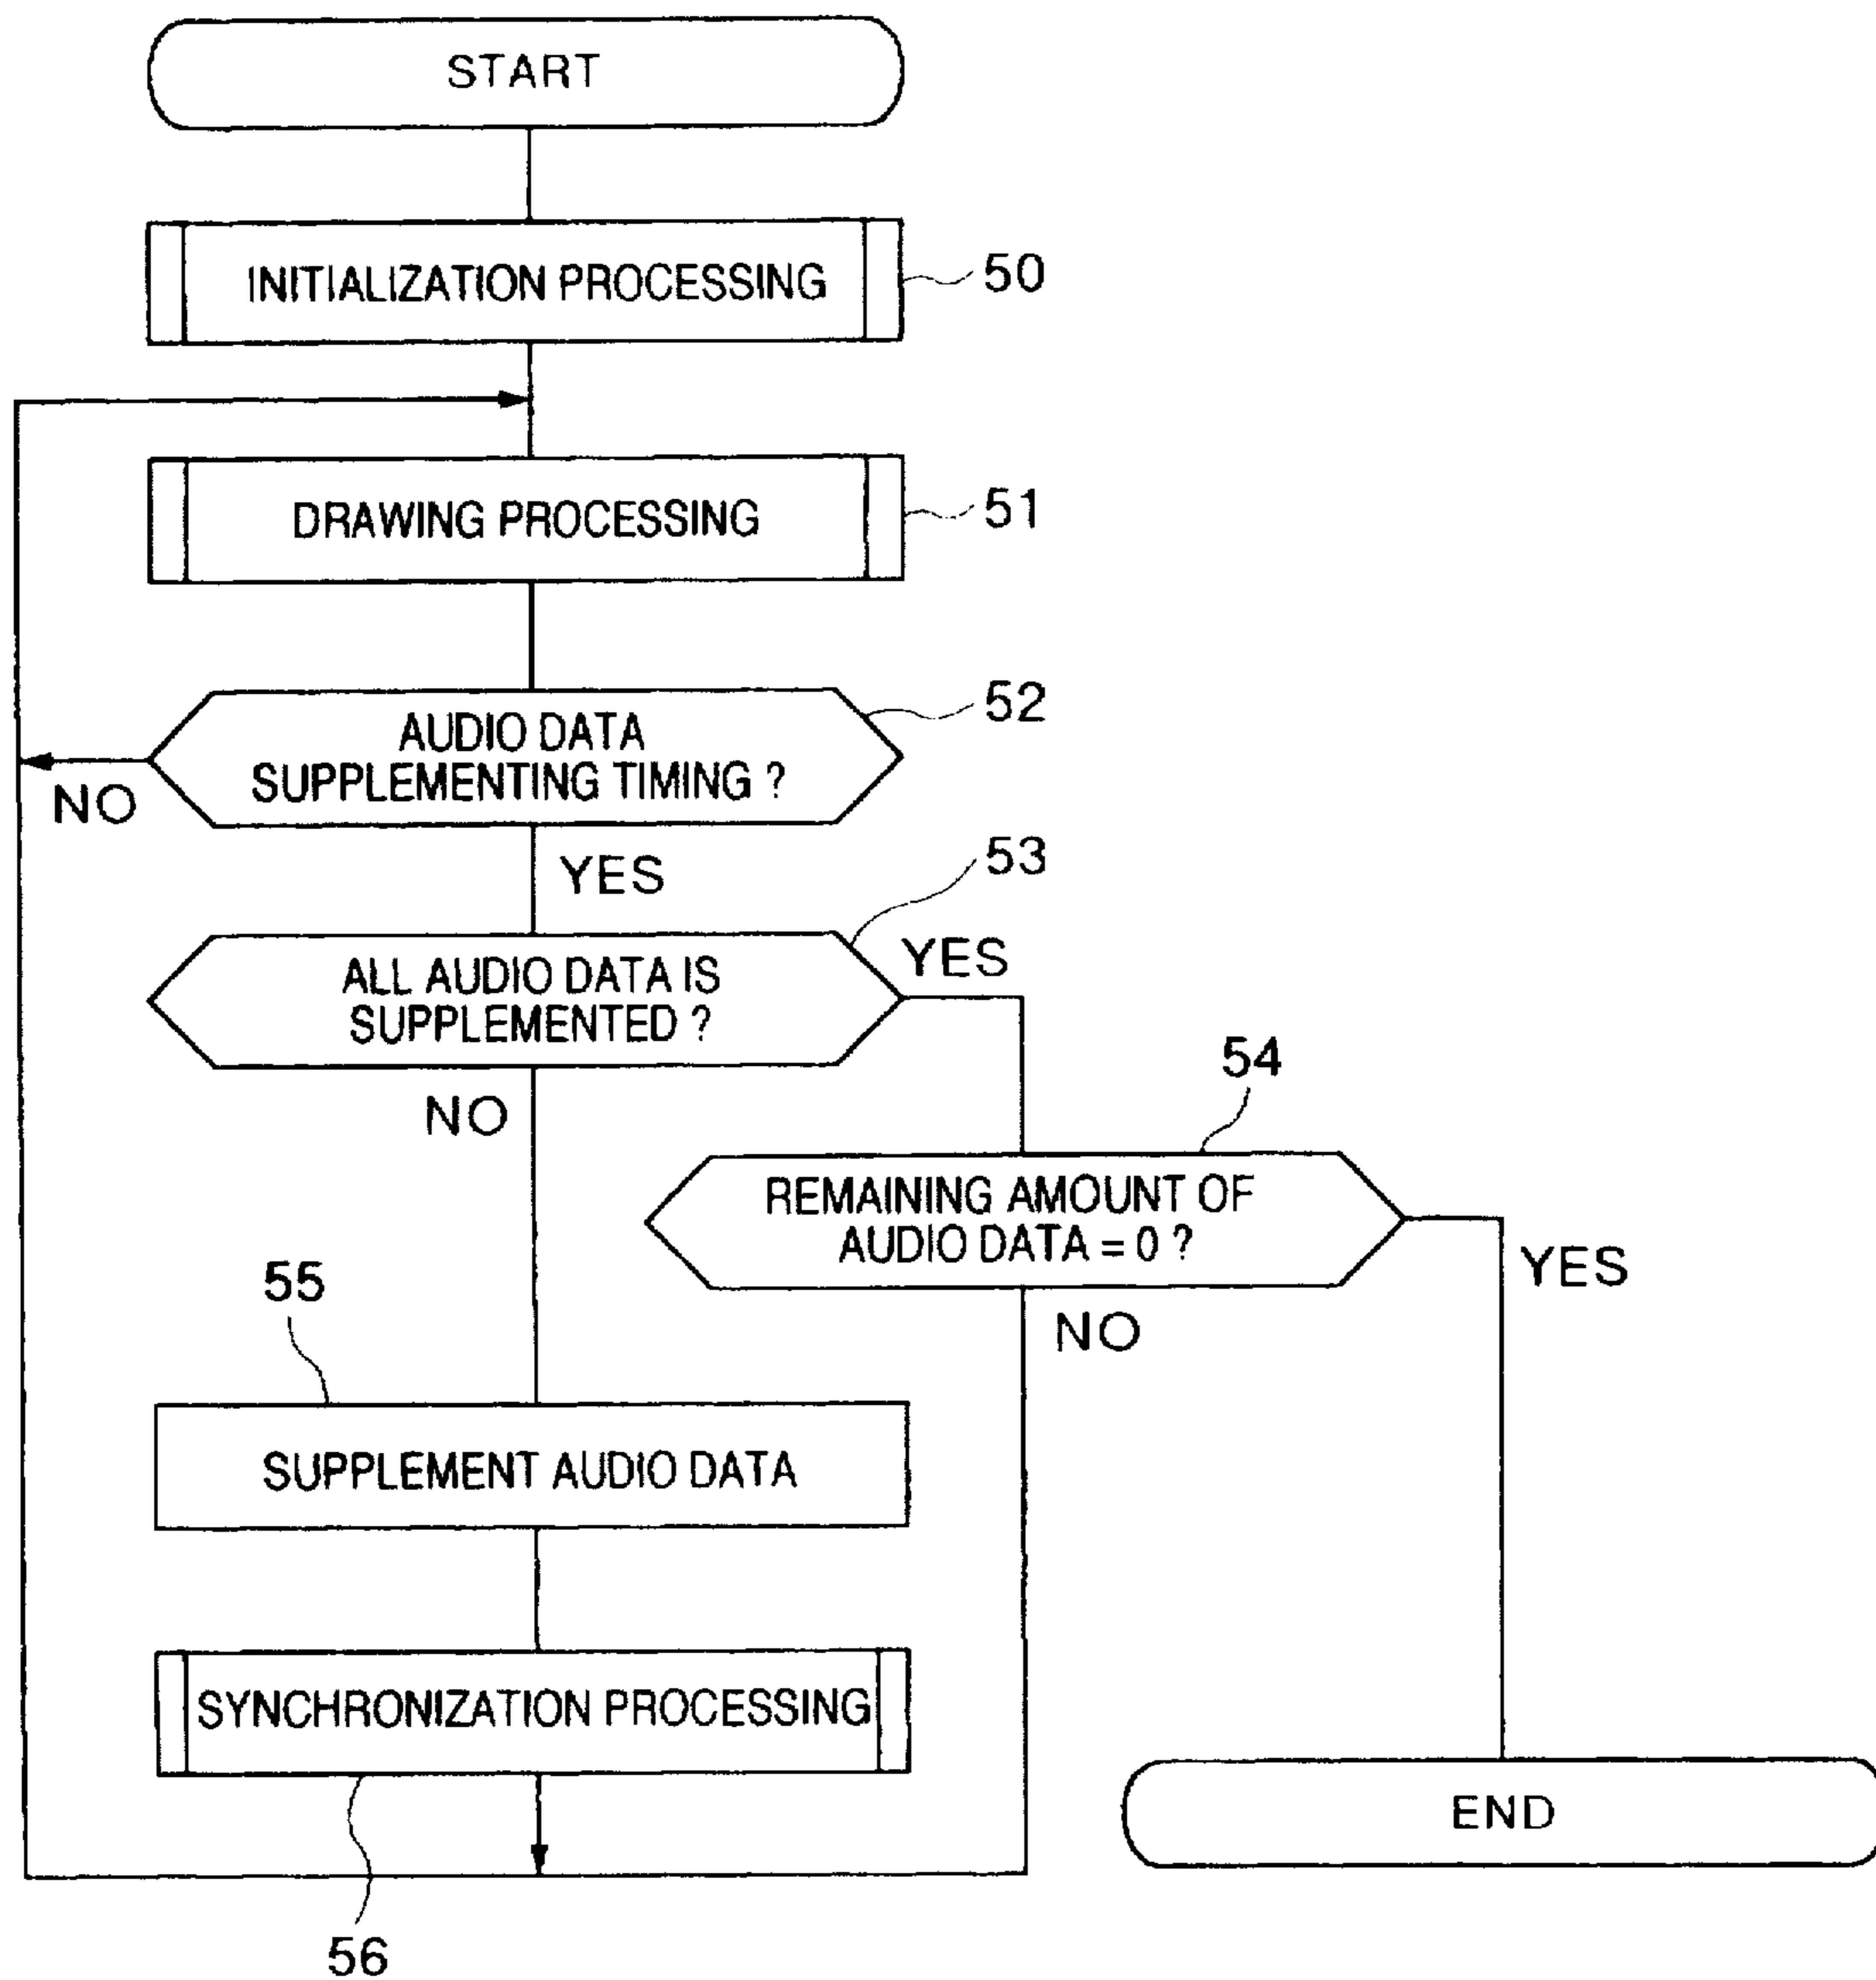 START
INITIALIZATION PROCESSING
50
DRAWING PROCESSING
51
AUDIO DATA
SUPPLEMENTING TIMING ?
52
NO
YES
53
ALL AUDIO DATA IS
SUPPLEMENTED ?
YES
NO
54
REMAINING AMOUNT OF
AUDIO DATA = 0 ?
YES
NO
55
SUPPLEMENT AUDIO DATA
SYNCHRONIZATION PROCESSING
56
END